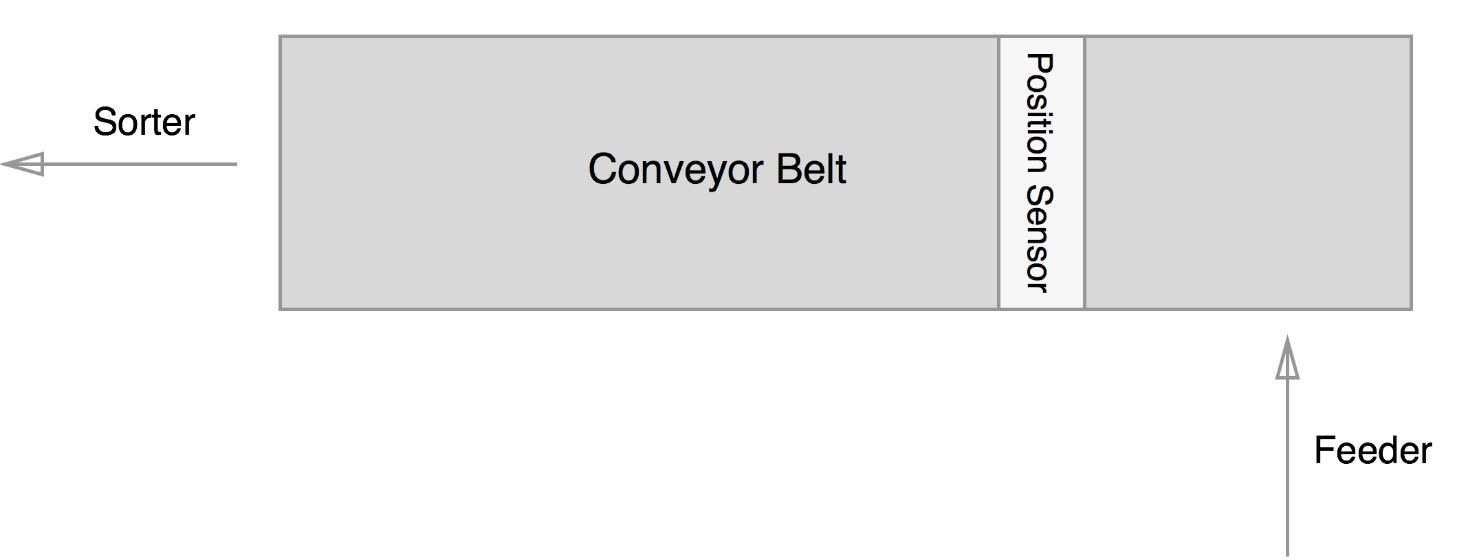 Sorter
Conveyor Belt
Position Sensor
Feeder